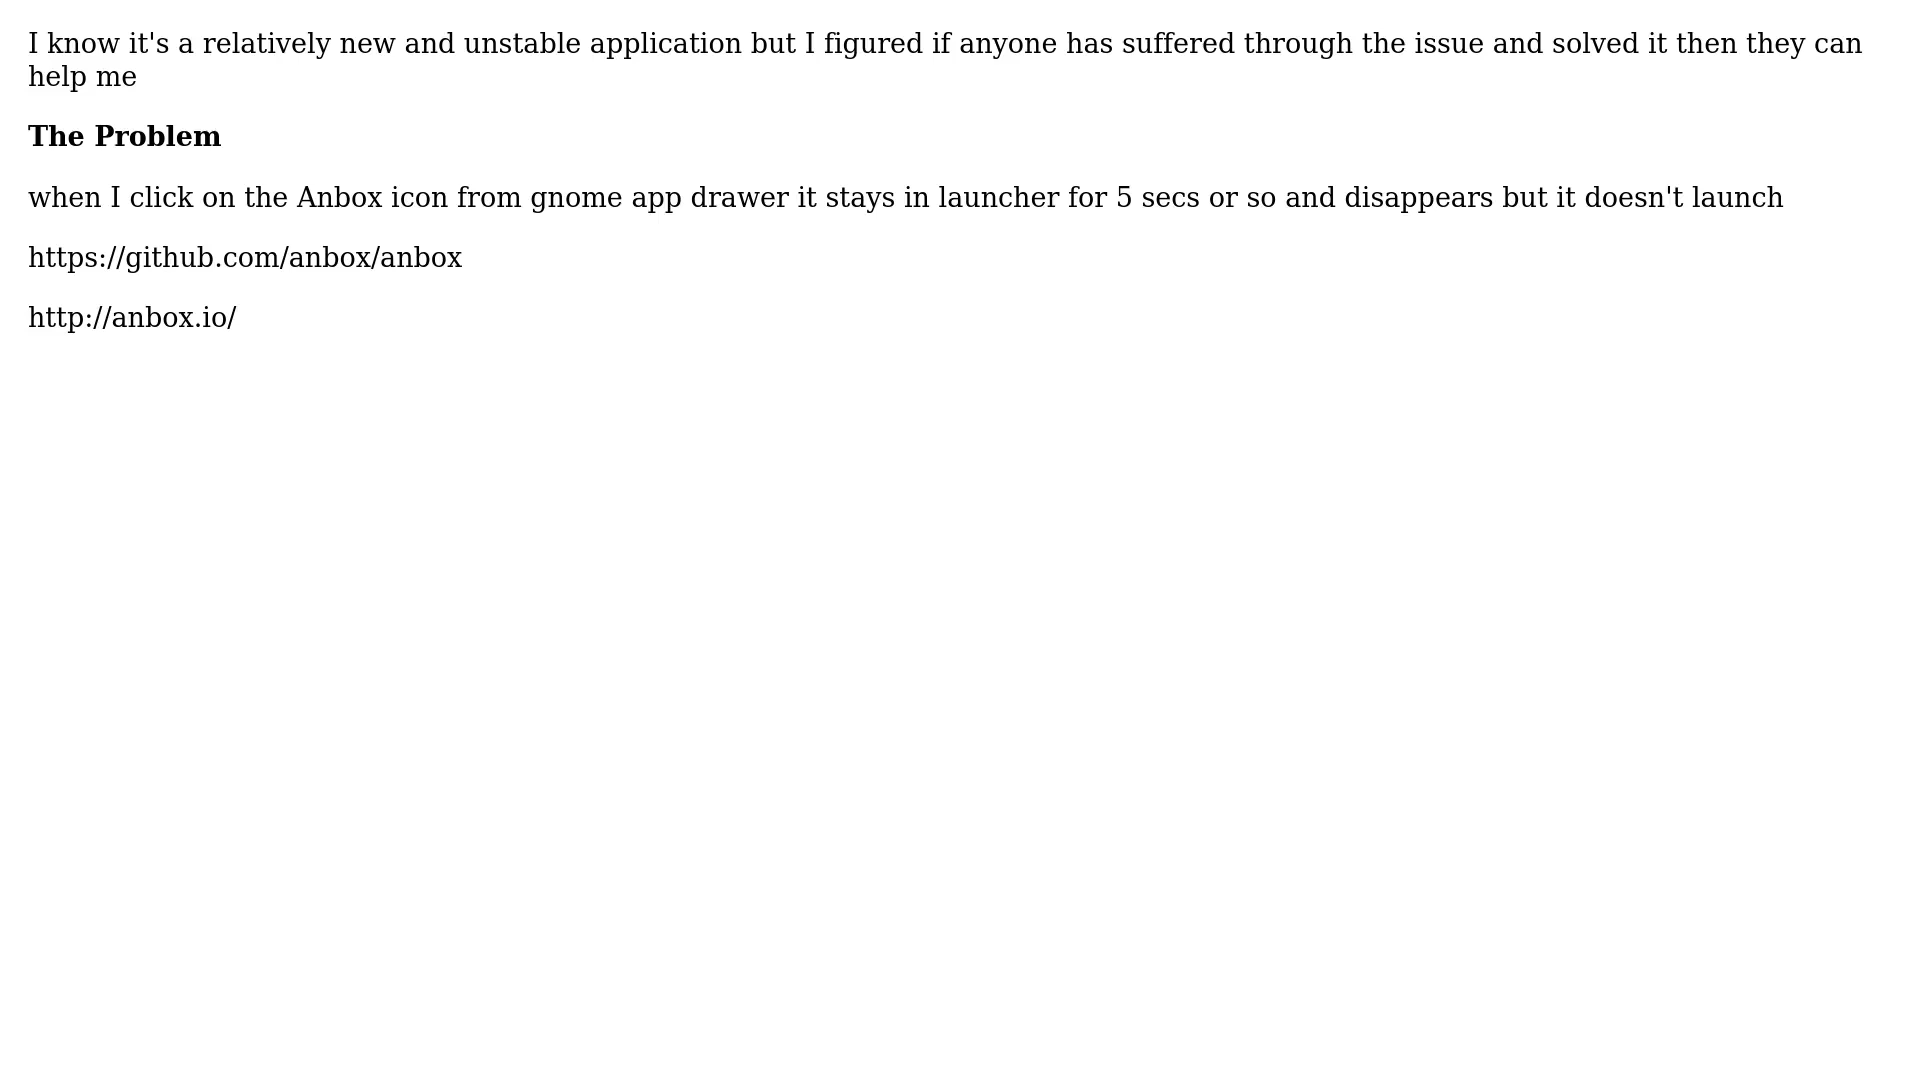 I know it's a relatively new and unstable application but I figured if anyone has suffered through the issue and solved it then they can
help me
The Problem
when I click on the Anbox icon from gnome app drawer it stays in launcher for 5 secs or so and disappears but it doesn't launch
https://github.com/anbox/anbox
http://anbox.io/